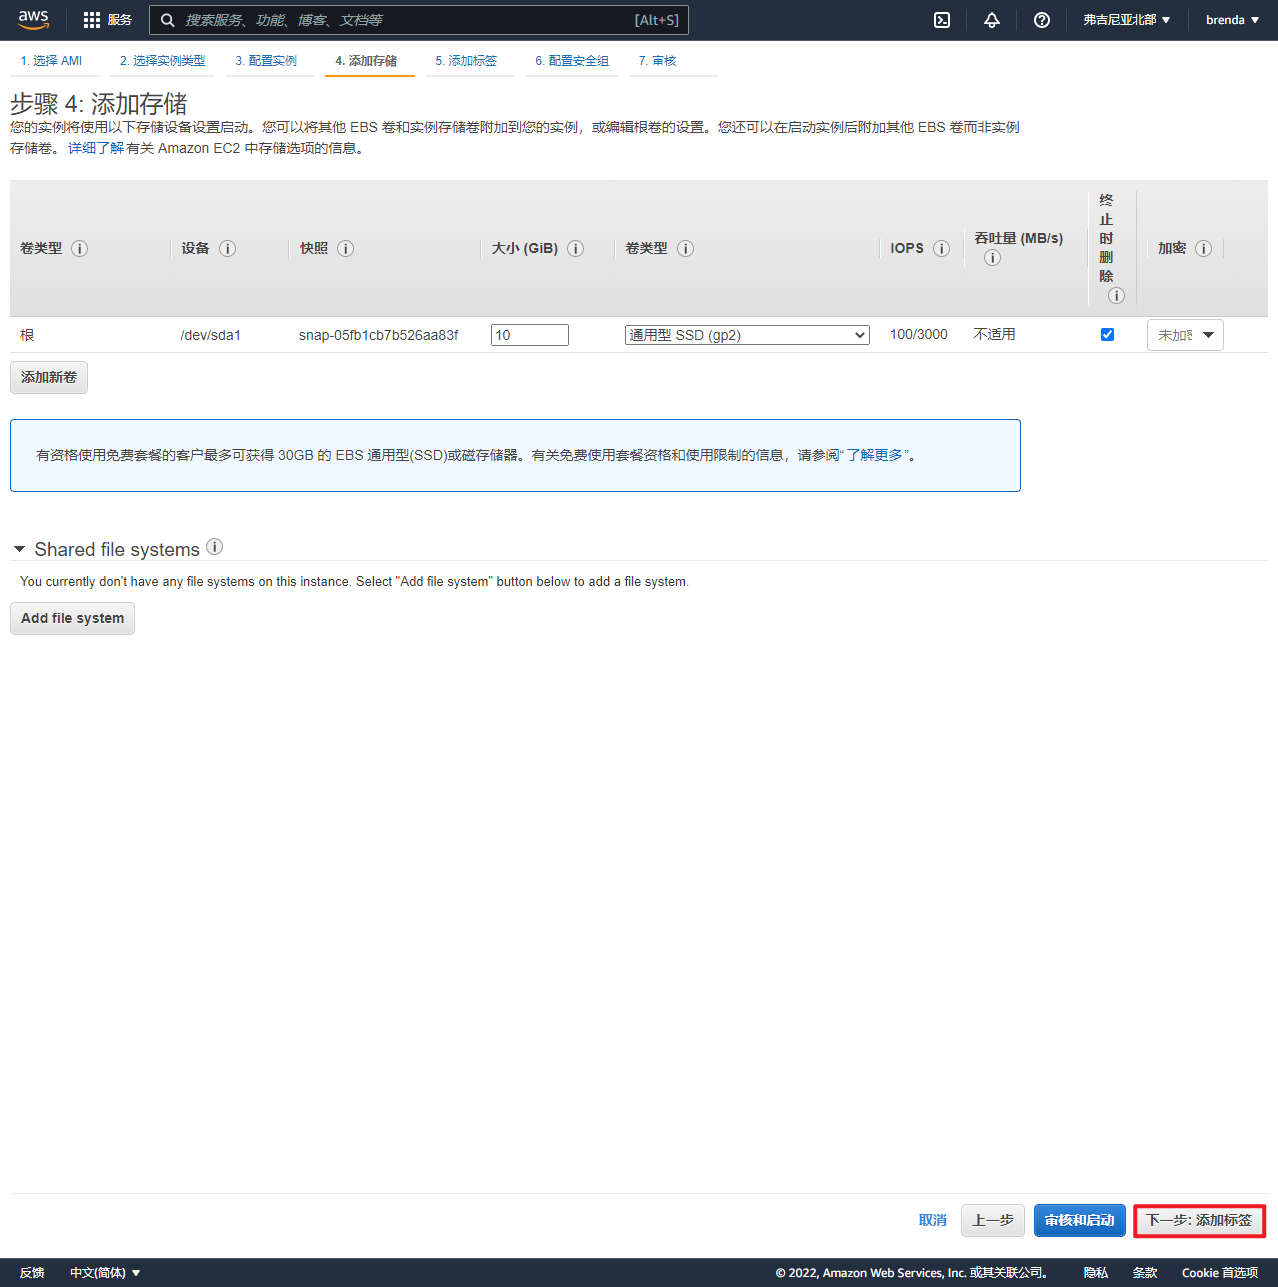 aws 服务 搜索服务、功能、博客、文档等 [Alt+S] 弗吉尼亚北部 brenda
1. 选择 AMI 2. 选择实例类型 3. 配置实例 4. 添加存储 5. 添加标签 6. 配置安全组 7. 审核
步骤 4: 添加存储
您的实例将使用以下存储设备设置启动。您可以将其他 EBS 卷和实例存储卷附加到您的实例，或编辑根卷的设置。您还可以在启动实例后附加其他 EBS 卷而非实例
存储卷。 详细了解有关 Amazon EC2 中存储选项的信息。
卷类型 设备 快照 大小 (GiB) 卷类型 IOPS 吞吐量 (MB/s) 终止时删除 加密
根 /dev/sda1 snap-05fb1cb7b526aa83f 10 通用型 SSD (gp2) 100/3000 不适用 未加
添加新卷
有资格使用免费套餐的客户最多可获得 30GB 的 EBS 通用型(SSD)或磁存储器。有关免费使用套餐资格和使用限制的信息，请参阅“了解更多”。
Shared file systems
You currently don't have any file systems on this instance. Select "Add file system" button below to add a file system.
Add file system
取消 上一步 审核和启动 下一步: 添加标签
反馈 中文(简体) © 2022, Amazon Web Services, Inc. 或其关联公司。 隐私 条款 Cookie 首选项